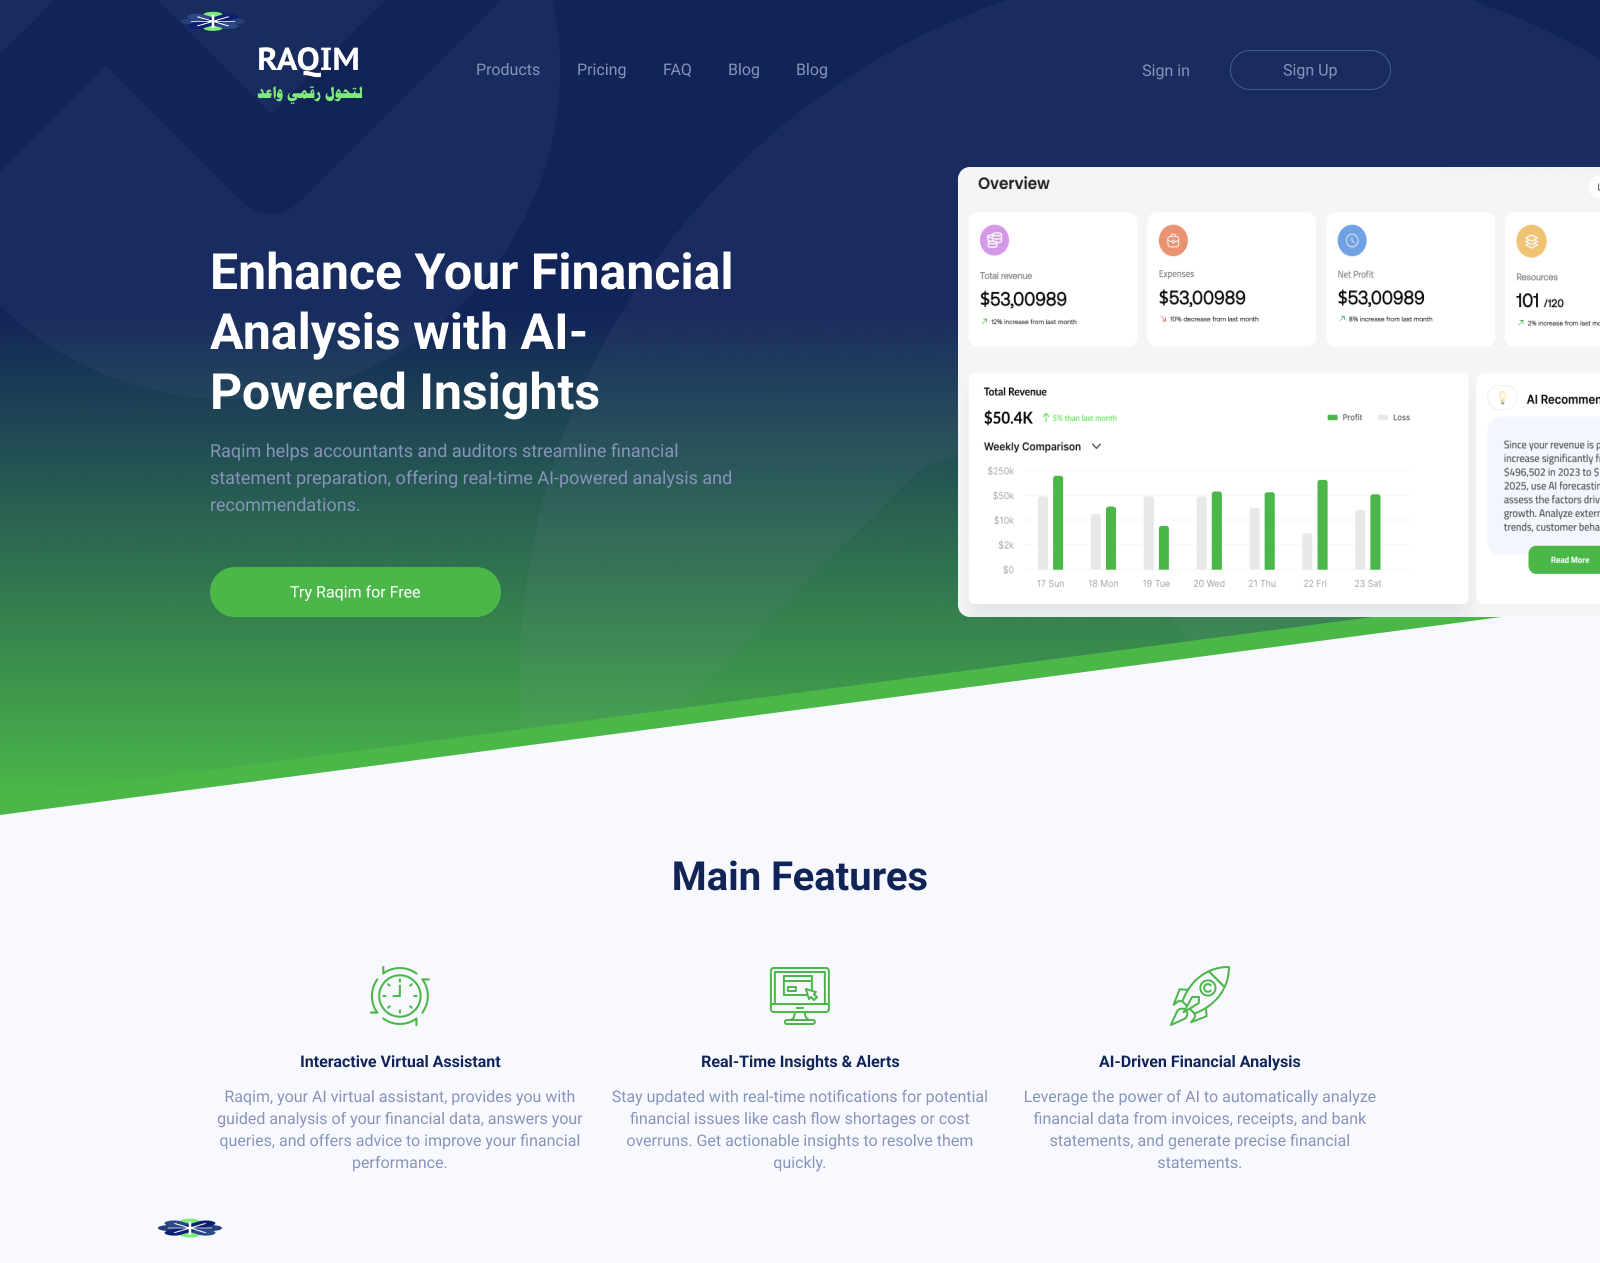 RAQIM
لتحول رقمي واعد
Products
Pricing
FAQ
Blog
Blog
Sign in
Sign Up
Enhance Your Financial
Analysis with AI-
Powered Insights
Raqim helps accountants and auditors streamline financial
statement preparation, offering real-time AI-powered analysis and
recommendations.
Try Raqim for Free
Overview
Total revenue
$53,00989
12% increase from last month
Expenses
$53,00989
10% decrease from last month
Net Profit
$53,00989
8% increase from last month
Resources
101 /120
2% increase from last mo
Total Revenue
$50.4K
5% than last month
Profit
Loss
Weekly Comparison
$250k
$50k
$10k
$2k
$0
17 Sun
18 Mon
19 Tue
20 Wed
21 Thu
22 Fri
23 Sat
AI Recommen
Since your revenue is p
increase significantly fr
$496,502 in 2023 to $
2025, use AI forecastin
assess the factors driv
growth. Analyze extern
trends, customer beha
Read More
Main Features
Interactive Virtual Assistant
Raqim, your AI virtual assistant, provides you with
guided analysis of your financial data, answers your
queries, and offers advice to improve your financial
performance.
Real-Time Insights & Alerts
Stay updated with real-time notifications for potential
financial issues like cash flow shortages or cost
overruns. Get actionable insights to resolve them
quickly.
AI-Driven Financial Analysis
Leverage the power of AI to automatically analyze
financial data from invoices, receipts, and bank
statements, and generate precise financial
statements.